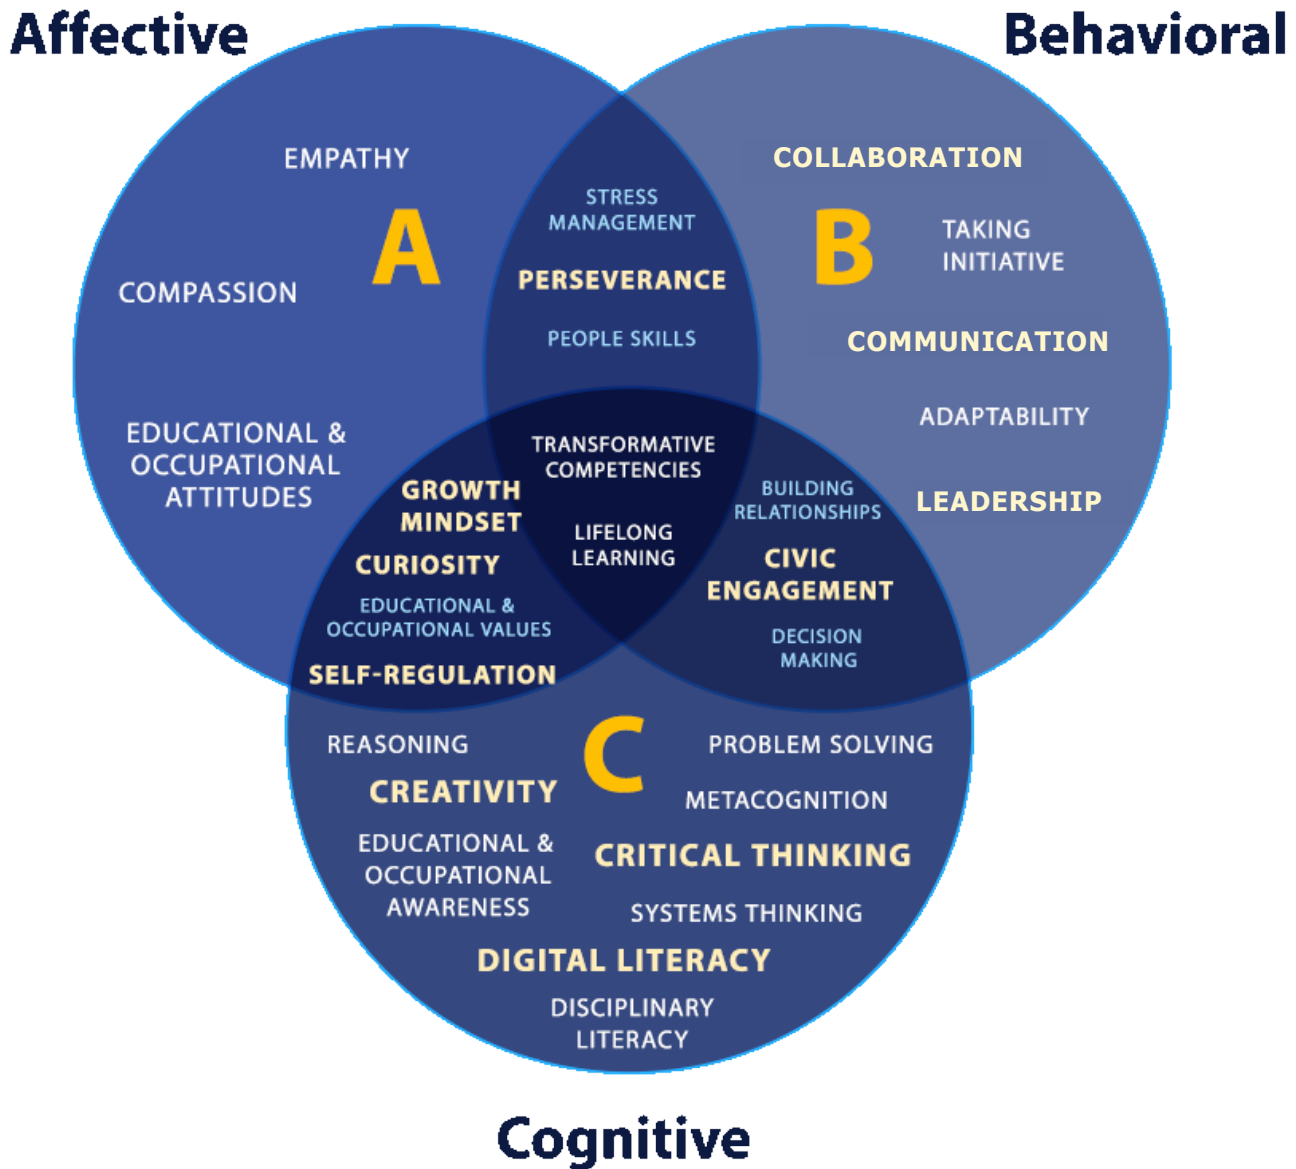 Affective
Behavioral
EMPATHY
A
COMPASSION
EDUCATIONAL &
OCCUPATIONAL
ATTITUDES
STRESS
MANAGEMENT
PERSEVERANCE
PEOPLE SKILLS
COLLABORATION
B
TAKING
INITIATIVE
COMMUNICATION
ADAPTABILITY
LEADERSHIP
TRANSFORMATIVE
COMPETENCIES
LIFELONG
LEARNING
GROWTH
MINDSET
CURIOSITY
EDUCATIONAL &
OCCUPATIONAL VALUES
SELF-REGULATION
BUILDING
RELATIONSHIPS
CIVIC
ENGAGEMENT
DECISION
MAKING
C
REASONING
CREATIVITY
EDUCATIONAL &
OCCUPATIONAL
AWARENESS
PROBLEM SOLVING
METACOGNITION
CRITICAL THINKING
SYSTEMS THINKING
DIGITAL LITERACY
DISCIPLINARY
LITERACY
Cognitive